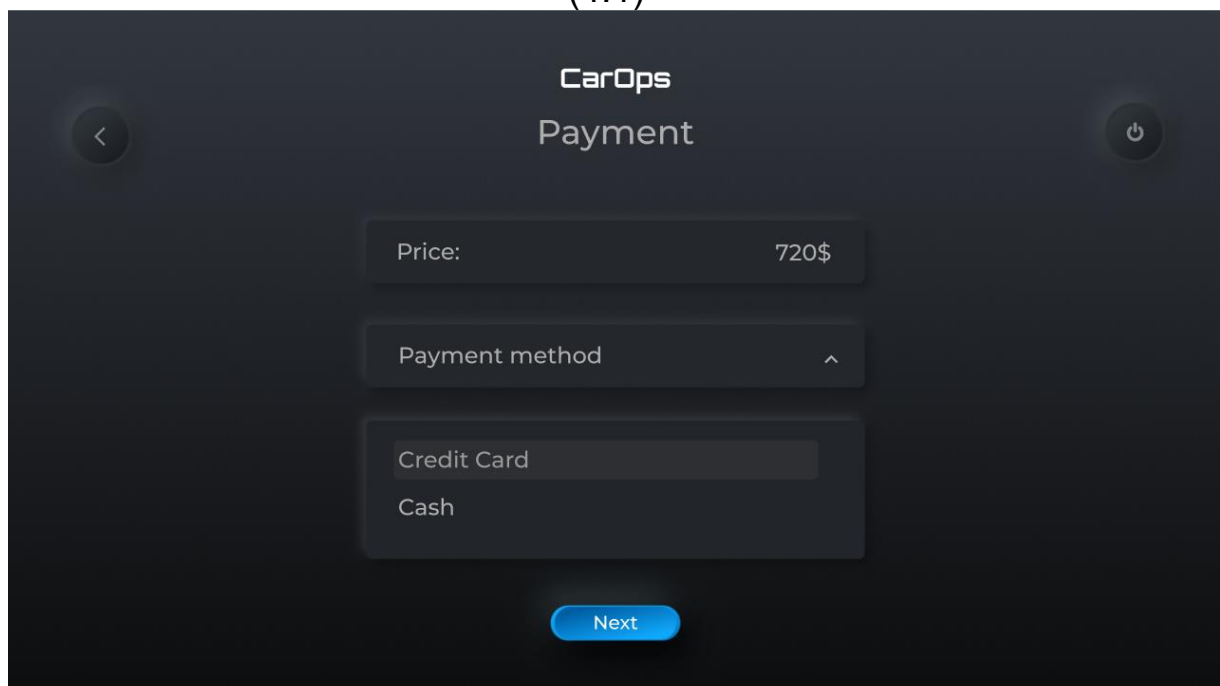 CarOps
Payment
Price: 720$
Payment method
Credit Card
Cash
Next